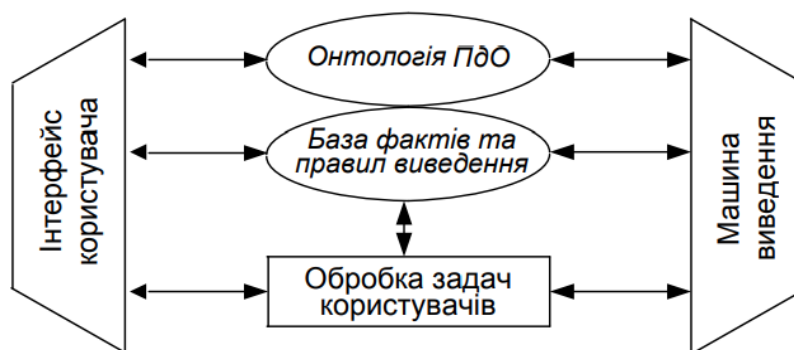 Інтерфейс
користувача
Онтологія ПдО
База фактів та
правил виведення
Обробка задач
користувачів
Машина
виведення